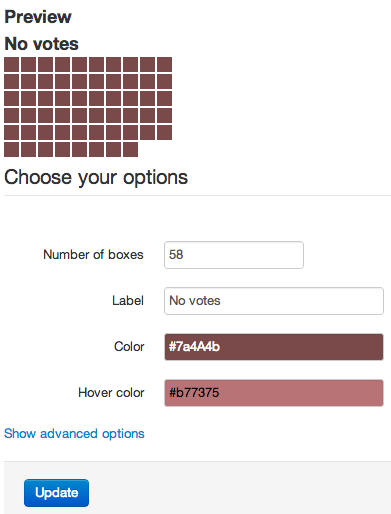 Preview
No votes
Choose your options
Number of boxes 58
Label No votes
Color #7a4A4b
Hover color #b77375
Show advanced options
Update